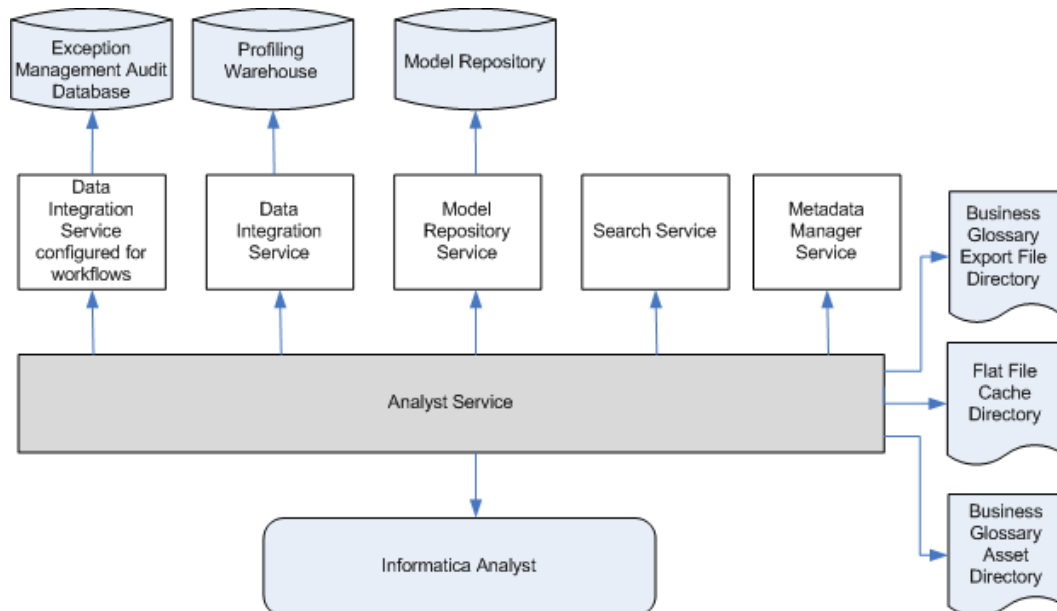 Exception
Management Audit
Database
Profiling
Warehouse
Model Repository
Data
Integration
Service
configured for
workflows
Data
Integration
Service
Model
Repository
Service
Search Service
Metadata
Manager
Service
Business
Glossary
Export File
Directory
Analyst Service
Flat File
Cache
Directory
Informatica Analyst
Business
Glossary
Asset
Directory